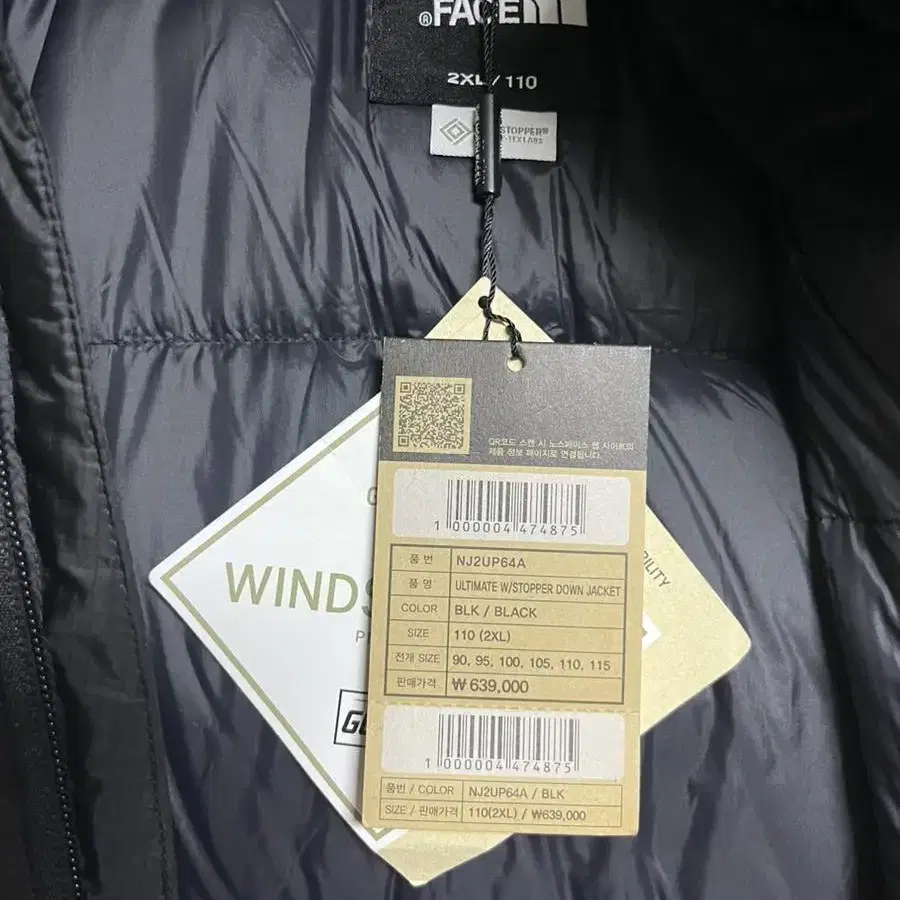 ®FACE
2XL / 110
STOPPER®
QR코드 스캔 시 노스페이스 웹 사이트의
제품 정보 페이지로 연결됩니다.
1 000004 474875
품 번 NJ2UP64A
품 명 ULTIMATE W/STOPPER DOWN JACKET
COLOR BLK / BLACK
SIZE 110 (2XL)
전개 SIZE 90, 95, 100, 105, 110, 115
판매가격 ₩ 639,000
1 000004 474875
품번 / COLOR NJ2UP64A / BLK
SIZE / 판매가격 110(2XL) / ₩639,000
WINDS